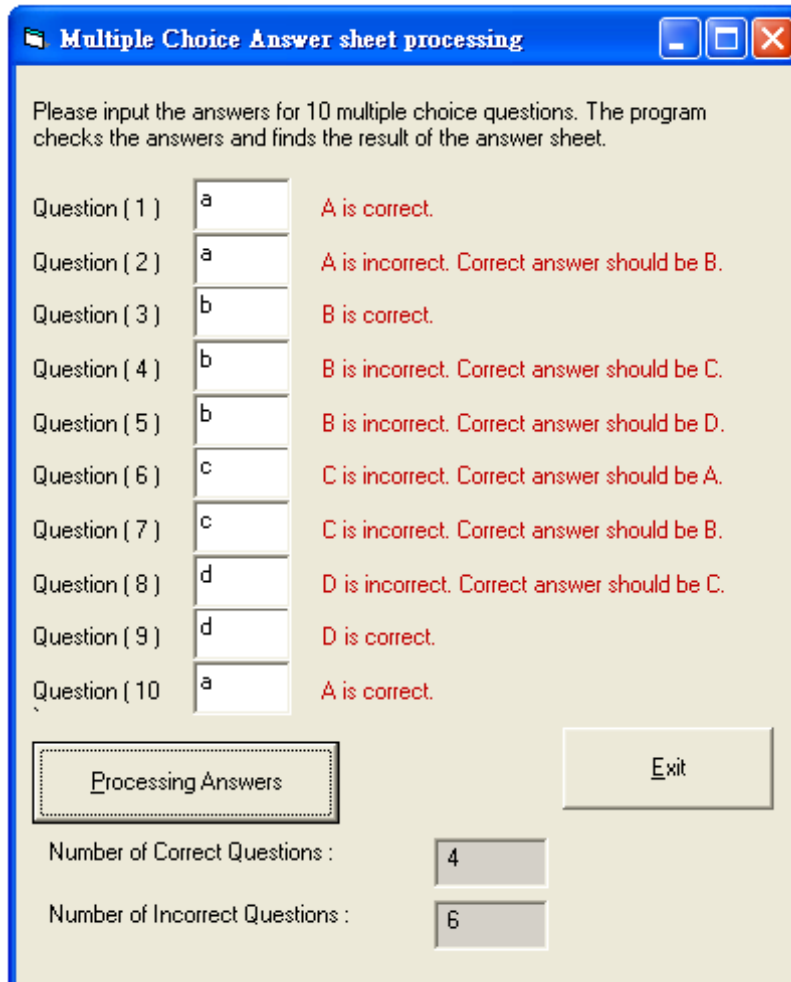 Multiple Choice Answer sheet processing
Please input the answers for 10 multiple choice questions. The program
checks the answers and finds the result of the answer sheet.
Question ( 1 ) a A is correct.
Question ( 2 ) a A is incorrect. Correct answer should be B.
Question ( 3 ) b B is correct.
Question ( 4 ) b B is incorrect. Correct answer should be C.
Question ( 5 ) b B is incorrect. Correct answer should be D.
Question ( 6 ) c C is incorrect. Correct answer should be A.
Question ( 7 ) c C is incorrect. Correct answer should be B.
Question ( 8 ) d D is incorrect. Correct answer should be C.
Question ( 9 ) d D is correct.
Question ( 10 a A is correct.
Processing Answers Exit
Number of Correct Questions : 4
Number of Incorrect Questions : 6